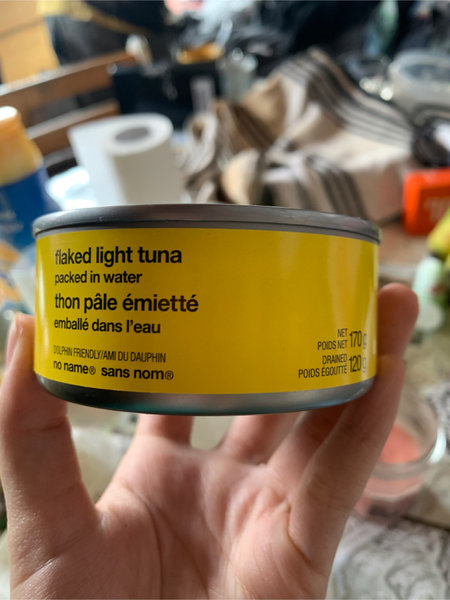 flaked light tuna
packed in water
thon pâle émietté
emballé dans l'eau
DOLPHIN FRIENDLY/AMI DU DAUPHIN
no name® sans nom®
NET
POIDS NET 170 g
DRAINED
POIDS ÉGOUTTÉ 120 g